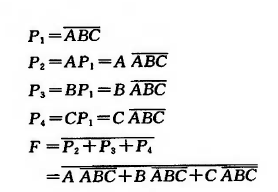 P₁=\overline{ABC}
P₂=AP₁=A \overline{ABC}
P₃=BP₁=B \overline{ABC}
P₄=CP₁=C \overline{ABC}
F=\overline{P₂+P₃+P₄}
=\overline{A \overline{ABC}+B \overline{ABC}+C \overline{ABC}}